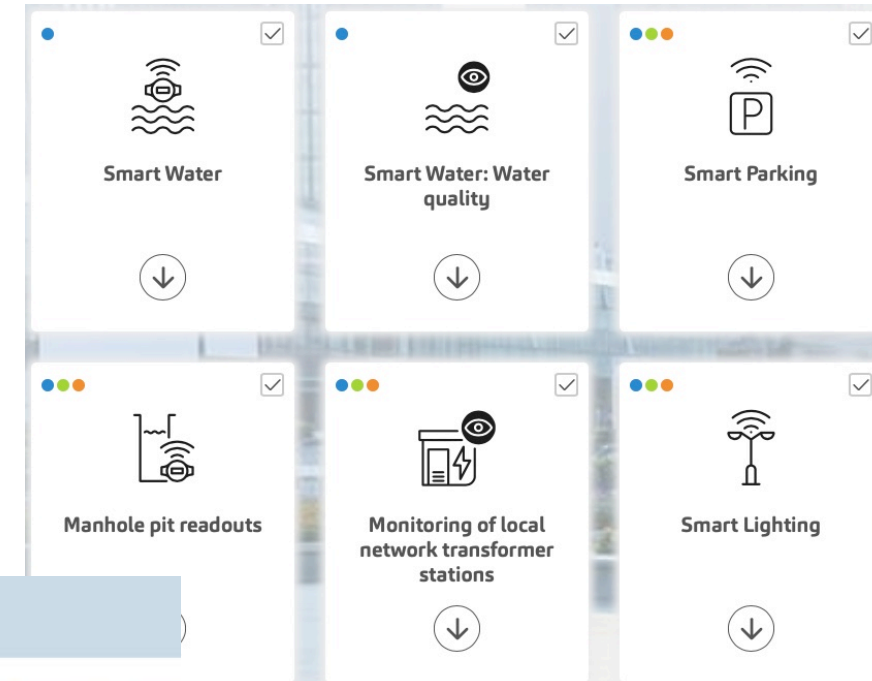 Smart Water
Smart Water: Water
quality
P
Smart Parking
Manhole pit readouts
Monitoring of local
network transformer
stations
Smart Lighting